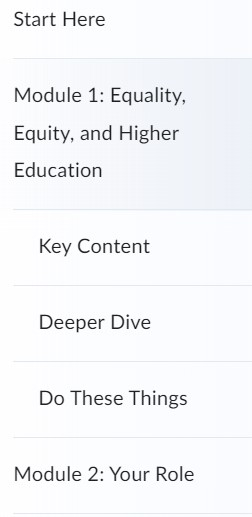 Start Here
Module 1: Equality,
Equity, and Higher
Education
Key Content
Deeper Dive
Do These Things
Module 2: Your Role